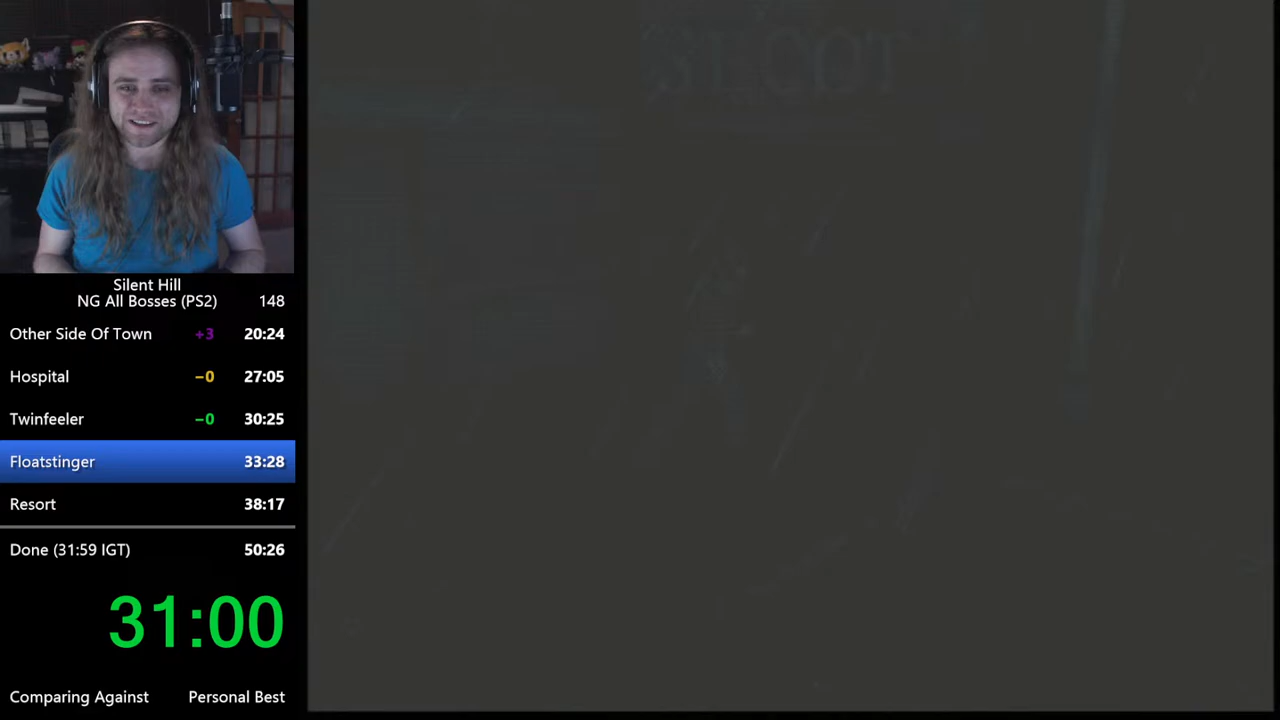 Silent Hill
NG All Bosses (PS2) 148
Other Side Of Town +3 20:24
Hospital −0 27:05
Twinfeeler −0 30:25
Floatstinger 33:28
Resort 38:17
Done (31:59 IGT) 50:26
31:00
Comparing Against Personal Best